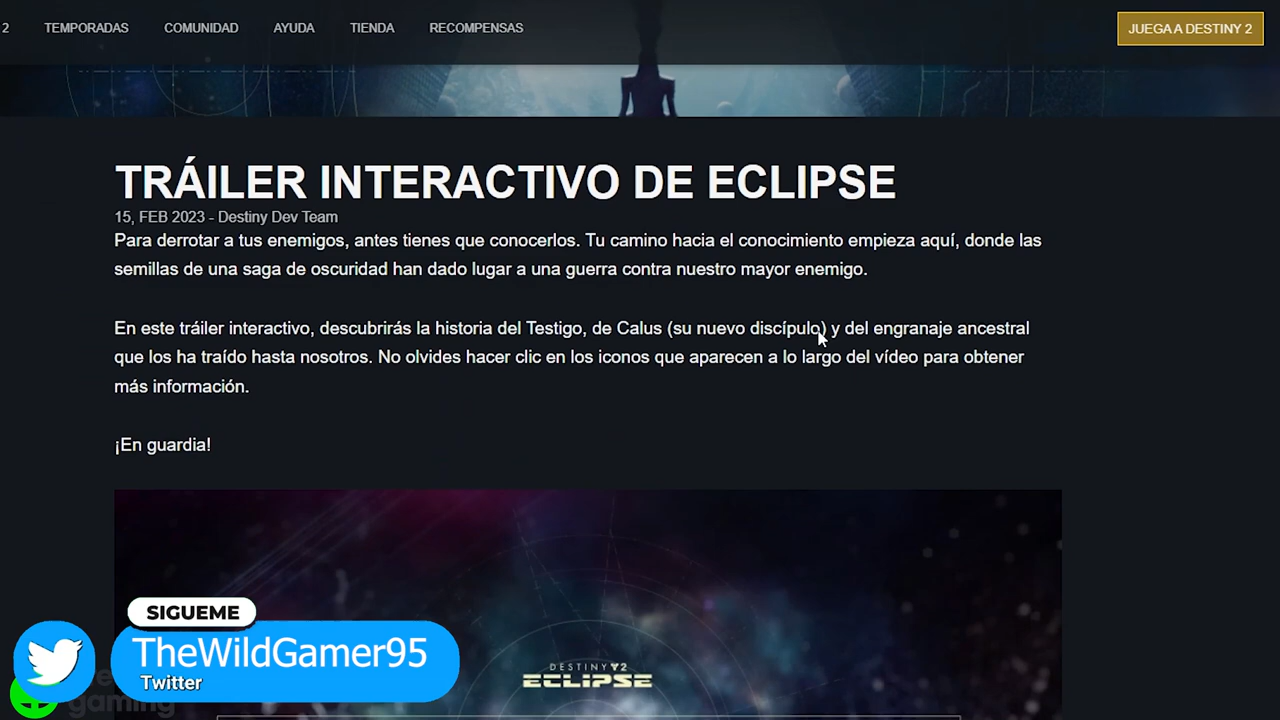 2 TEMPORADAS COMUNIDAD AYUDA TIENDA RECOMPENSAS JUEGA A DESTINY 2
TRÁILER INTERACTIVO DE ECLIPSE
15, FEB 2023 - Destiny Dev Team
Para derrotar a tus enemigos, antes tienes que conocerlos. Tu camino hacia el conocimiento empieza aquí, donde las
semillas de una saga de oscuridad han dado lugar a una guerra contra nuestro mayor enemigo.
En este tráiler interactivo, descubrirás la historia del Testigo, de Calus (su nuevo discípulo) y del engranaje ancestral
que los ha traído hasta nosotros. No olvides hacer clic en los iconos que aparecen a lo largo del vídeo para obtener
más información.
¡En guardia!
DESTINY 2
ECLIPSE
SIGUEME
TheWildGamer95
Twitter
gaming